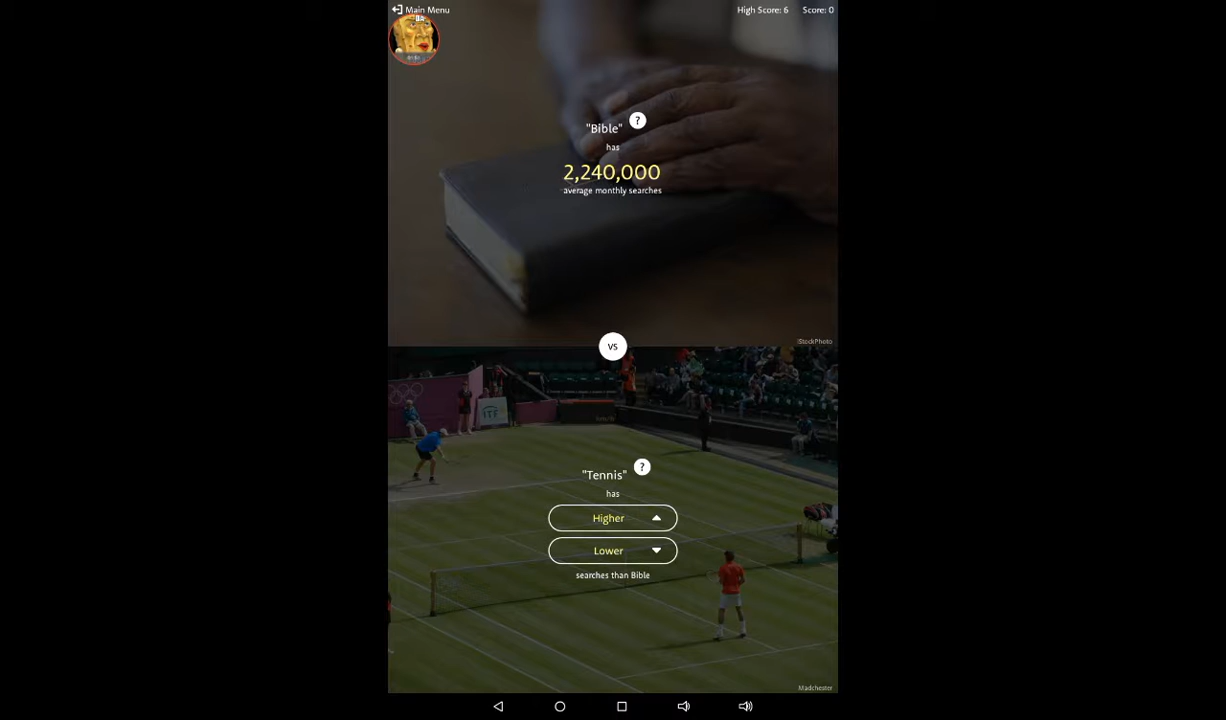 Main Menu
High Score: 6
Score: 0
"Bible"
?
has
2,240,000
average monthly searches
iStockPhoto
VS
ITF
"Tennis"
?
has
Higher
Lower
searches than Bible
Madchester